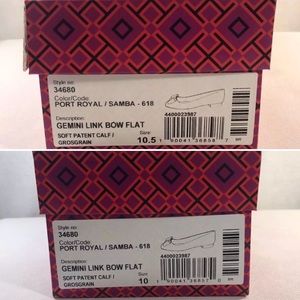 Style no:
34680
Color/Code:
PORT ROYAL / SAMBA - 618
Description:
4400023987
GEMINI LINK BOW FLAT
SOFT PATENT CALF /
GROSGRAIN
Size:
10.5
Style no:
34680
Color/Code:
PORT ROYAL / SAMBA - 618
Description:
4400023987
GEMINI LINK BOW FLAT
SOFT PATENT CALF /
GROSGRAIN
Size:
10